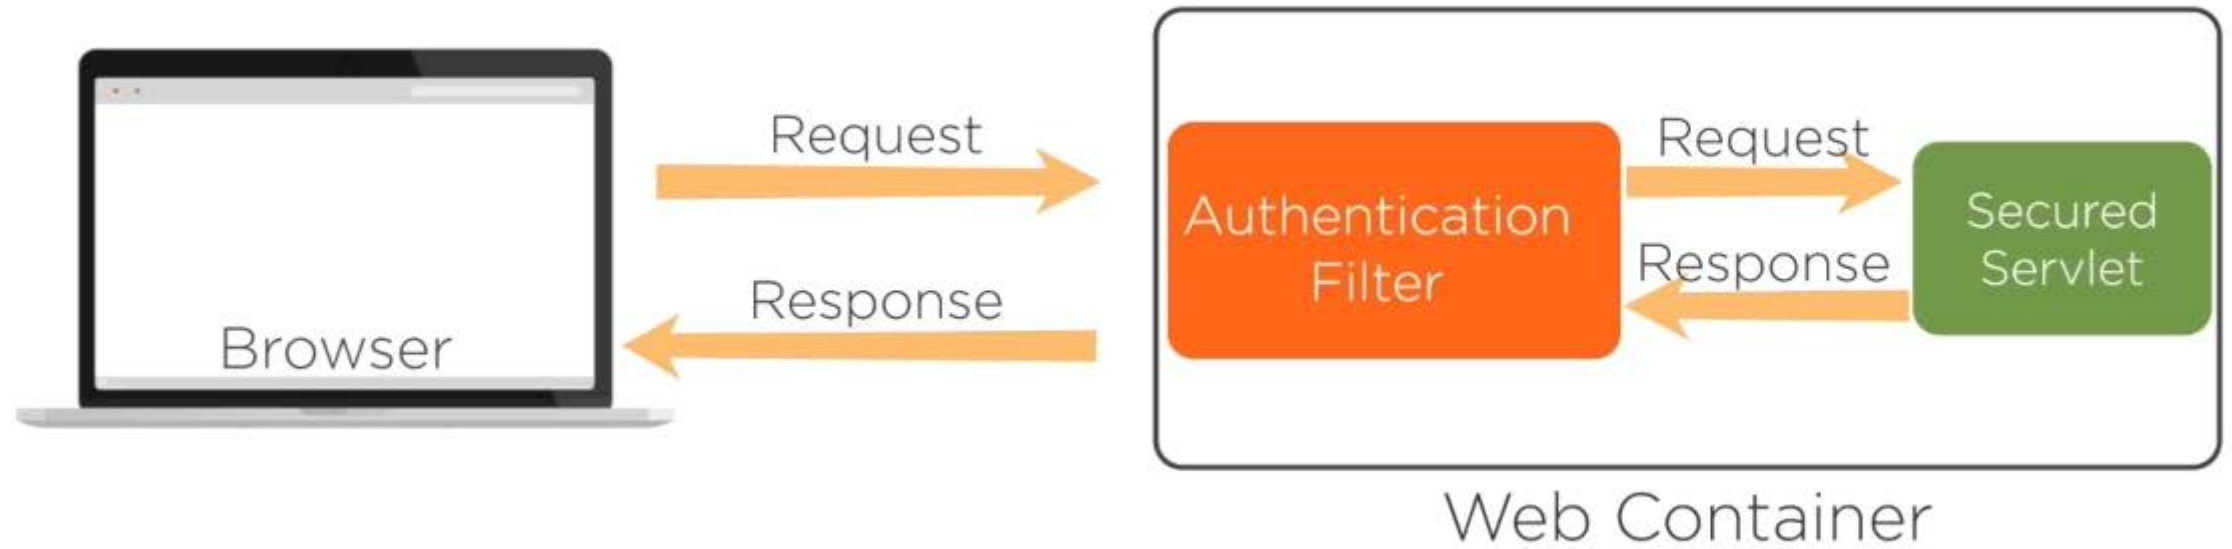 Browser
Request
Response
Authentication
Filter
Request
Response
Secured
Servlet
Web Container